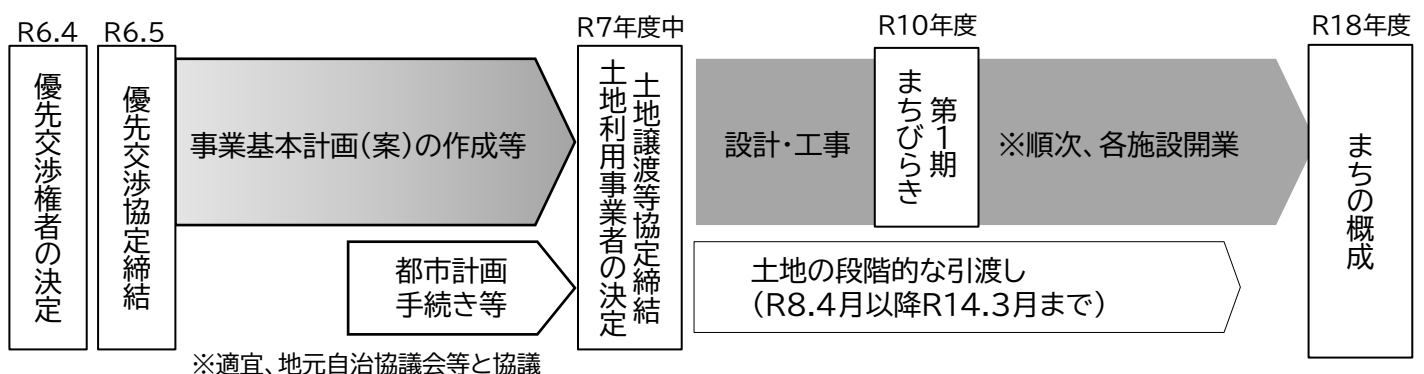 R6.4
優先交渉権者の決定
R6.5
優先交渉協定締結
事業基本計画(案)の作成等
都市計画
手続き等
※適宜、地元自治協議会等と協議
R7年度中
土地譲渡等協定締結
土地利用事業者の決定
設計・工事
R10年度
第1期
まちびらき
※順次、各施設開業
土地の段階的な引渡し
(R8.4月以降R14.3月まで)
R18年度
まちの概成